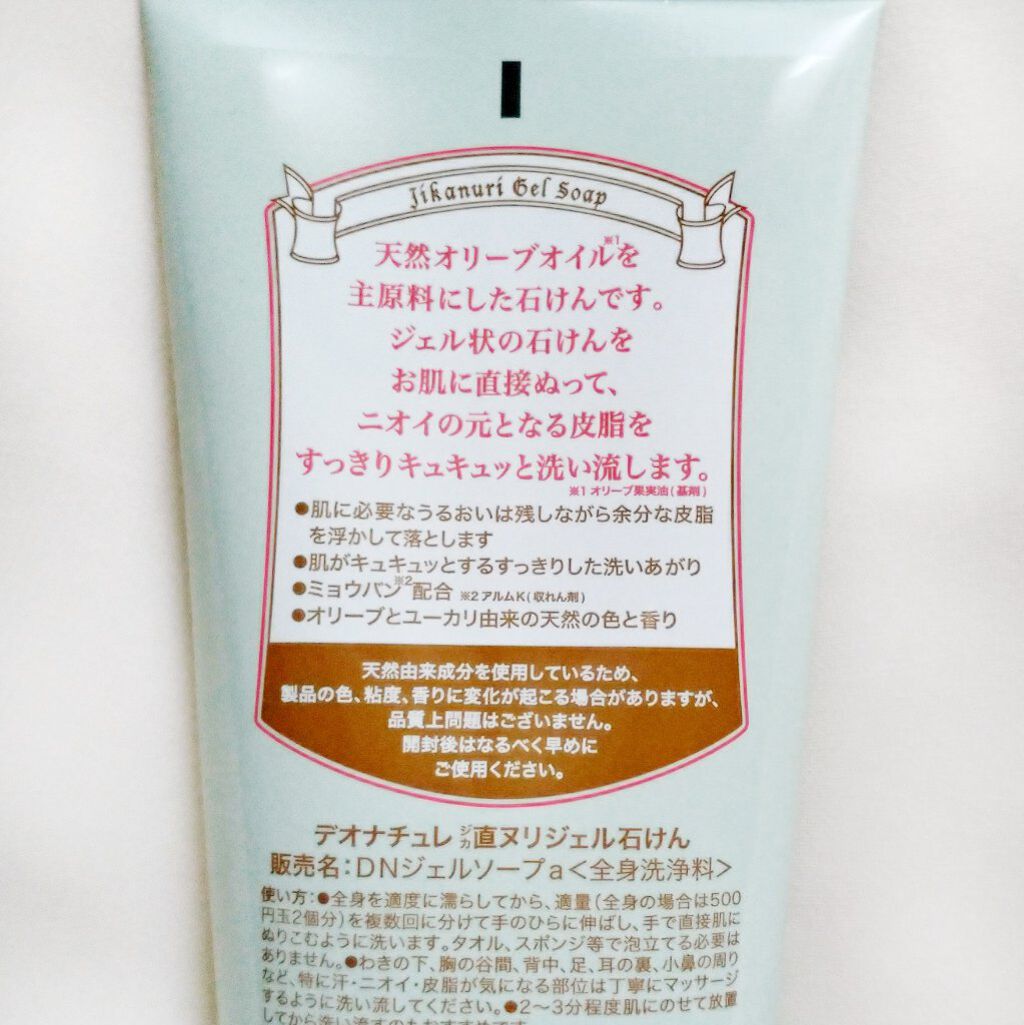 Jikanuri Gel Soap
天然オリーブオイル※1を
主原料にした石けんです。
ジェル状の石けんを
お肌に直接ぬって、
ニオイの元となる皮脂を
すっきりキュキュッと洗い流します。
※1 オリーブ果実油(基剤)
●肌に必要なうるおいは残しながら余分な皮脂
を浮かして落とします
●肌がキュキュッとするすっきりした洗いあがり
●ミョウバン※2配合 ※2 アルムK(収れん剤)
●オリーブとユーカリ由来の天然の色と香り
天然由来成分を使用しているため、
製品の色、粘度、香りに変化が起こる場合がありますが、
品質上問題はございません。
開封後はなるべく早めに
ご使用ください。
デオナチュレ ジカ直ヌリジェル石けん
販売名:DNジェルソープa<全身洗浄料>
使い方:●全身を適度に濡らしてから、適量(全身の場合は500
円玉2個分)を複数回に分けて手のひらに伸ばし、手で直接肌に
ぬりこむように洗います。タオル、スポンジ等で泡立てる必要は
ありません。●わきの下、胸の谷間、背中、足、耳の裏、小鼻の周り
など、特に汗・ニオイ・皮脂が気になる部位は丁寧にマッサージ
するように洗い流してください。●2〜3分程度肌にのせて放置
してから洗い流すのもおすすめです